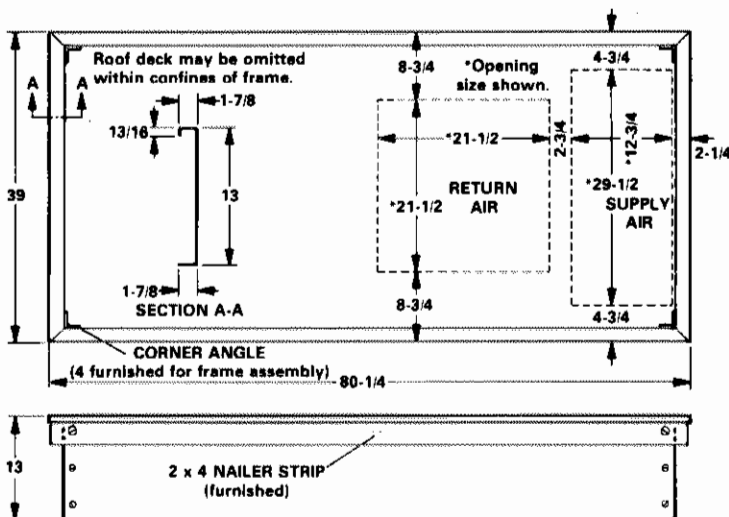 Roof deck may be omitted
within confines of frame.
A
A
1-7/8
13/16
13
1-7/8
SECTION A-A
39
8-3/4
*Opening
size shown.
4-3/4
*21-1/2
2-3/4
*12-3/4
2-1/4
*21-1/2
RETURN
AIR
*29-1/2
SUPPLY
AIR
8-3/4
4-3/4
CORNER ANGLE
(4 furnished for frame assembly)
80-1/4
13
2 x 4 NAILER STRIP
(furnished)